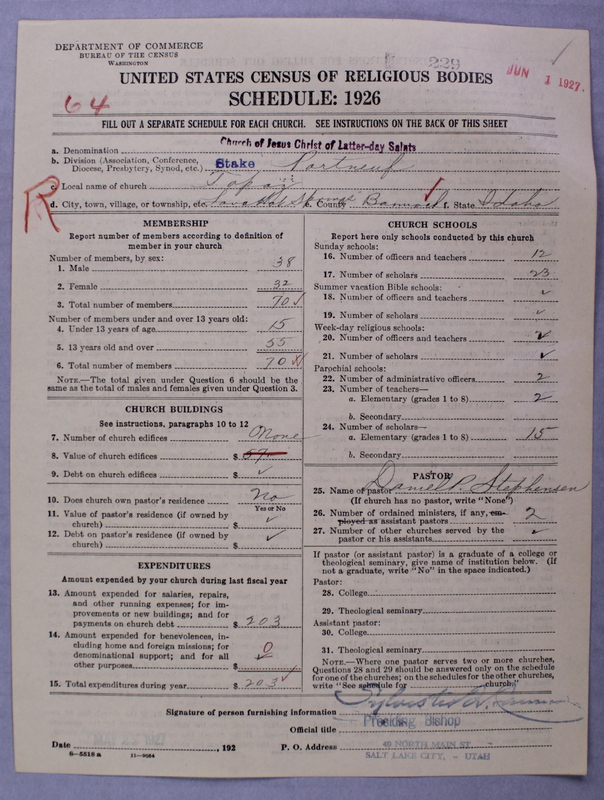 DEPARTMENT OF COMMERCE
BUREAU OF THE CENSUS
WASHINGTON
229
JUN 1 1927.
UNITED STATES CENSUS OF RELIGIOUS BODIES
64
SCHEDULE: 1926
FILL OUT A SEPARATE SCHEDULE FOR EACH CHURCH. SEE INSTRUCTIONS ON THE BACK OF THIS SHEET
a. Denomination Church of Jesus Christ of Latter-day Saints
b. Division (Association, Conference, Diocese, Presbytery, Synod, etc.) Stake Portneuf
R
c. Local name of church Topaz
d. City, town, village, or township, etc. Lava Hot Springs e. County Bannock f. State Idaho
MEMBERSHIP
Report number of members according to definition of
member in your church
Number of members, by sex:
1. Male 38
2. Female 32
3. Total number of members 70
Number of members under and over 13 years old:
4. Under 13 years of age 15
5. 13 years old and over 55
6. Total number of members 70
NOTE.—The total given under Question 6 should be the
same as the total of males and females given under Question 3.
CHURCH BUILDINGS
See instructions, paragraphs 10 to 12
7. Number of church edifices None
8. Value of church edifices $
9. Debt on church edifices $
10. Does church own pastor's residence No
Yes or No
11. Value of pastor's residence (if owned by
church) $
12. Debt on pastor's residence (if owned by
church) $
EXPENDITURES
Amount expended by your church during last fiscal year
13. Amount expended for salaries, repairs,
and other running expenses; for im-
provements or new buildings; and for
payments on church debt $ 203
14. Amount expended for benevolences, in-
cluding home and foreign missions; for
denominational support; and for all
other purposes $ 0
15. Total expenditures during year $ 203
CHURCH SCHOOLS
Report here only schools conducted by this church
Sunday schools:
16. Number of officers and teachers 12
17. Number of scholars 23
Summer vacation Bible schools:
18. Number of officers and teachers
19. Number of scholars
Week-day religious schools:
20. Number of officers and teachers
21. Number of scholars
Parochial schools:
22. Number of administrative officers 2
23. Number of teachers—
a. Elementary (grades 1 to 8) 2
b. Secondary
24. Number of scholars—
a. Elementary (grades 1 to 8) 15
b. Secondary
PASTOR
25. Name of pastor Daniel P. Stephensen
(If church has no pastor, write "None")
26. Number of ordained ministers, if any, em-
ployed as assistant pastors 2
27. Number of other churches served by the
pastor or his assistants
If pastor (or assistant pastor) is a graduate of a college or
theological seminary, give name of institution below. (If
not a graduate, write "No" in the space indicated.)
Pastor:
28. College
29. Theological seminary
Assistant pastor:
30. College
31. Theological seminary
NOTE.—Where one pastor serves two or more churches,
Questions 28 and 29 should be answered only on the schedule
for one of the churches; on the schedules for the other churches,
write "See schedule for church."
Signature of person furnishing information Sylvester Q.
Official title Presiding Bishop
Date 1927, 192 P. O. Address 40 NORTH MAIN ST.
SALT LAKE CITY, - UTAH
8—5518a 11—9064